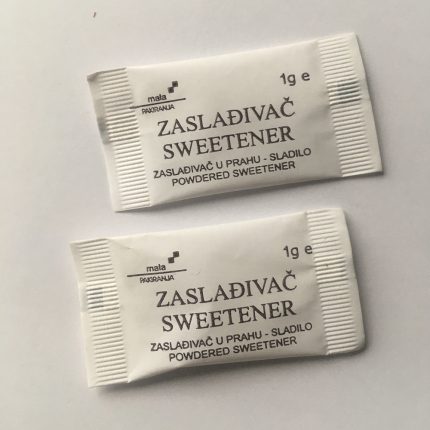 mala
PAKIRANJA
1g e
ZASLAĐIVAČ
SWEETENER
ZASLAĐIVAČ U PRAHU - SLADILO
POWDERED SWEETENER
mala
PAKIRANJA
1g e
ZASLAĐIVAČ
SWEETENER
ZASLAĐIVAČ U PRAHU - SLADILO
POWDERED SWEETENER